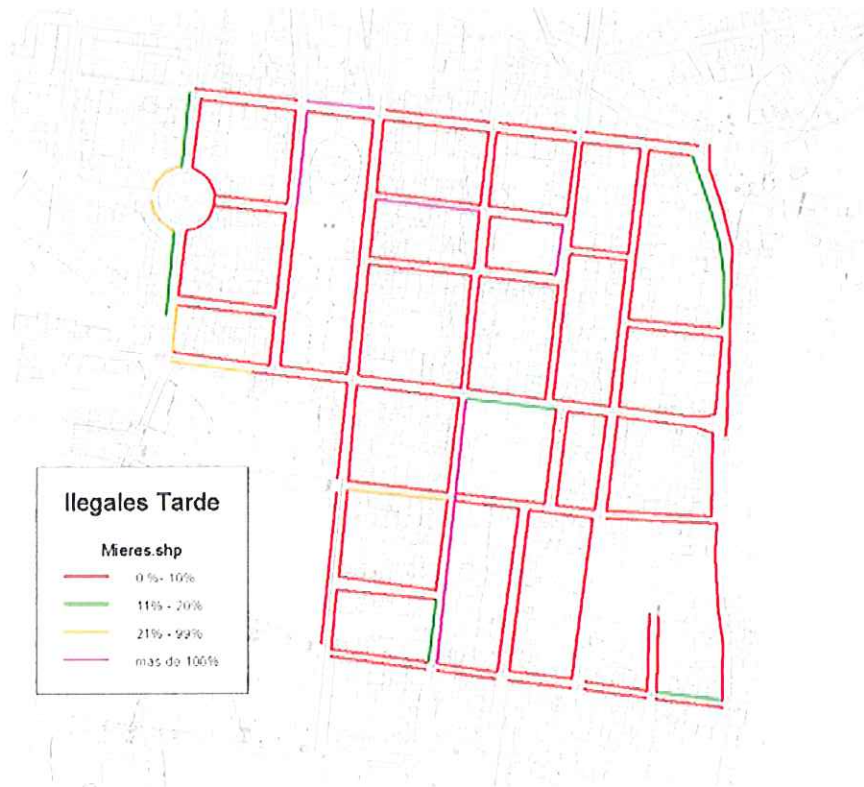 Ilegales Tarde
Mieres.shp
0 % - 10%
11% - 20%
21% - 99%
mas de 100%